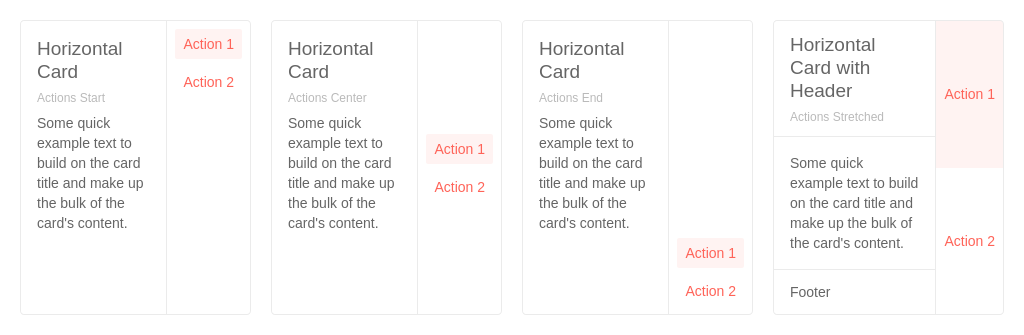 Horizontal
Card
Actions Start
Some quick
example text to
build on the card
title and make up
the bulk of the
card's content.
Action 1
Action 2
Horizontal
Card
Actions Center
Some quick
example text to
build on the card
title and make up
the bulk of the
card's content.
Action 1
Action 2
Horizontal
Card
Actions End
Some quick
example text to
build on the card
title and make up
the bulk of the
card's content.
Action 1
Action 2
Horizontal
Card with
Header
Actions Stretched
Some quick
example text to build
on the card title and
make up the bulk of
the card's content.
Footer
Action 1
Action 2